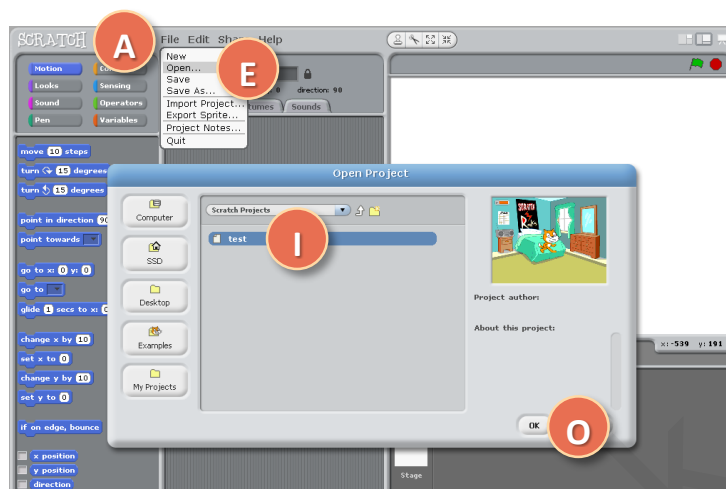 SCRATCH
File Edit Sha Help
A
E
I
O
New
Open...
Save
Save As...
Import Project...
Export Sprite...
Project Notes...
Quit
Motion
Looks
Sound
Pen
Sensing
Operators
Variables
direction: 90
tumes
Sounds
move 10 steps
turn 15 degrees
turn 15 degrees
point in direction 90
point towards
go to x: 0 y: 0
go to
glide 1 secs to x:
change x by 10
set x to 0
change y by 10
set y to 0
if on edge, bounce
x position
y position
direction
Open Project
Computer
SSD
Desktop
Examples
My Projects
Scratch Projects
test
Project author:
About this project:
OK
x: -539 y: 191
Stage